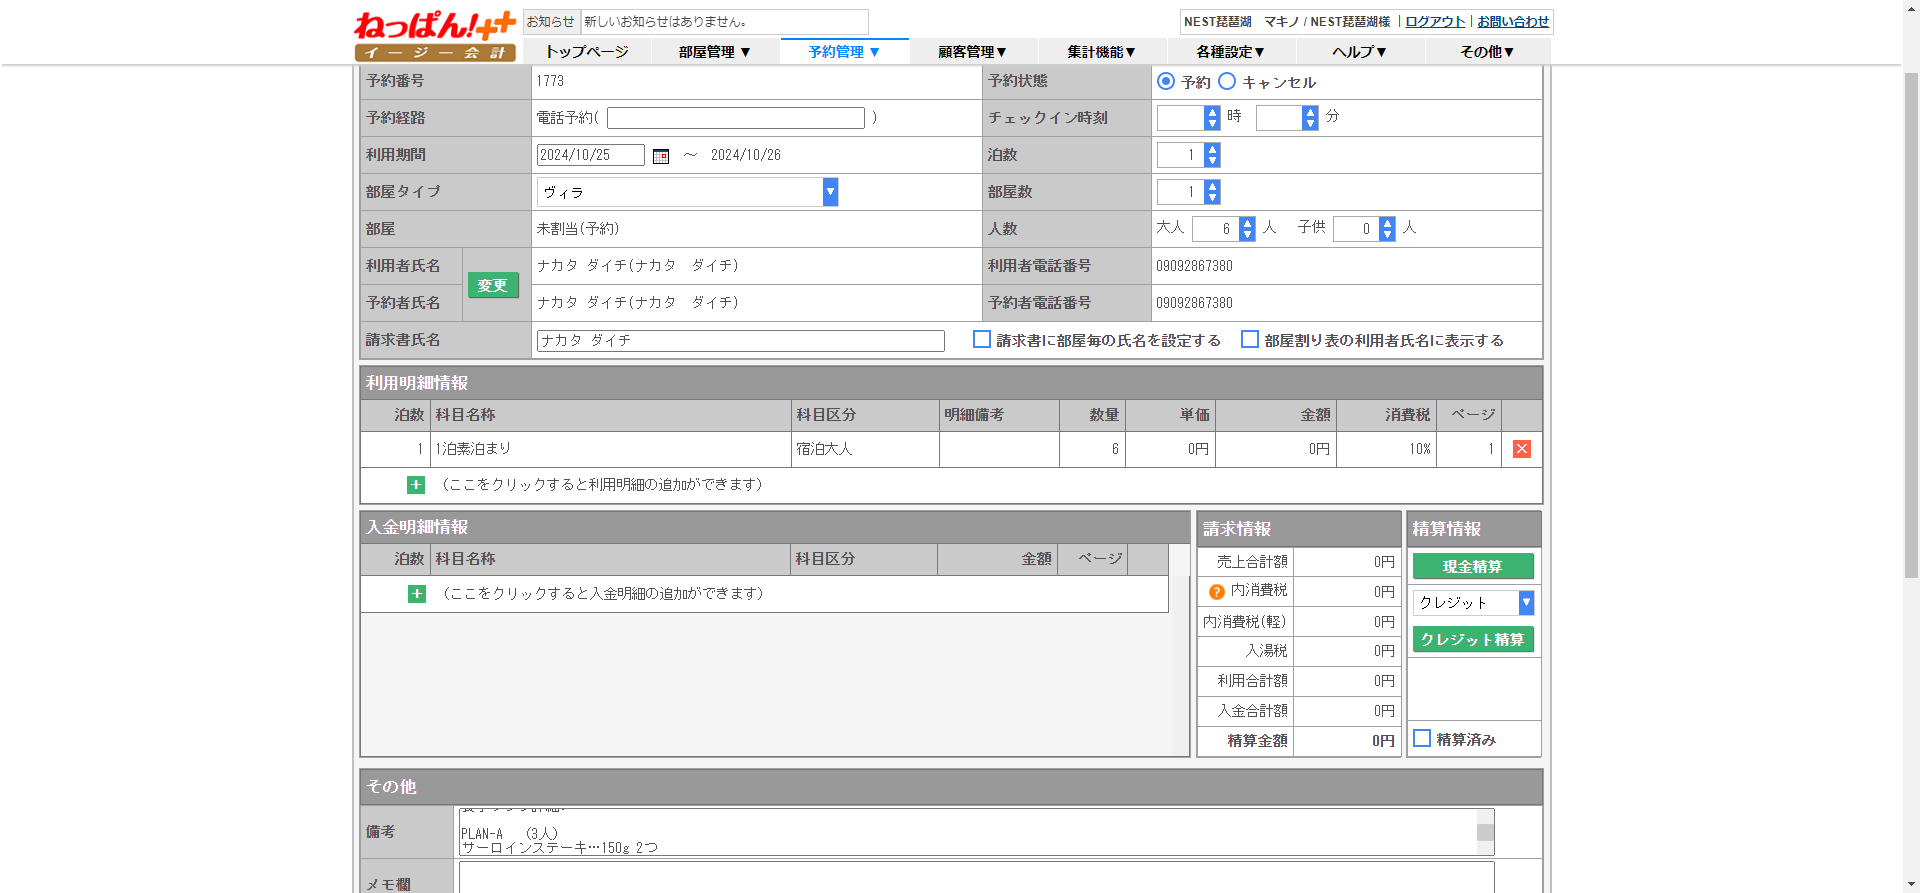 ねっぱん!++
イージー会計
お知らせ 新しいお知らせはありません。
NEST琵琶湖 マキノ / NEST琵琶湖様 | ログアウト | お問い合わせ
トップページ 部屋管理▼ 予約管理▼ 顧客管理▼ 集計機能▼ 各種設定▼ ヘルプ▼ その他▼
予約番号 1773 予約状態 予約 キャンセル
予約経路 電話予約( ) チェックイン時刻 時 分
利用期間 2024/10/25 ～ 2024/10/26 泊数 1
部屋タイプ ヴィラ 部屋数 1
部屋 未割当(予約) 人数 大人 6 人 子供 0 人
利用者氏名 変更 ナカタ ダイチ(ナカタ ダイチ) 利用者電話番号 09092867380
予約者氏名 ナカタ ダイチ(ナカタ ダイチ) 予約者電話番号 09092867380
請求書氏名 ナカタ ダイチ 請求書に部屋毎の氏名を設定する 部屋割り表の利用者氏名に表示する
利用明細情報
泊数 科目名称 科目区分 明細備考 数量 単価 金額 消費税 ページ
1 1泊素泊まり 宿泊大人 6 0円 0円 10% 1
+ (ここをクリックすると利用明細の追加ができます)
入金明細情報
泊数 科目名称 科目区分 金額 ページ
+ (ここをクリックすると入金明細の追加ができます)
請求情報
売上合計額 0円
? 内消費税 0円
内消費税(軽) 0円
入湯税 0円
利用合計額 0円
入金合計額 0円
精算金額 0円
精算情報
現金精算
クレジット
クレジット精算
精算済み
その他
備考
PLAN-A (3人)
サーロインステーキ…150g 2つ
メモ欄